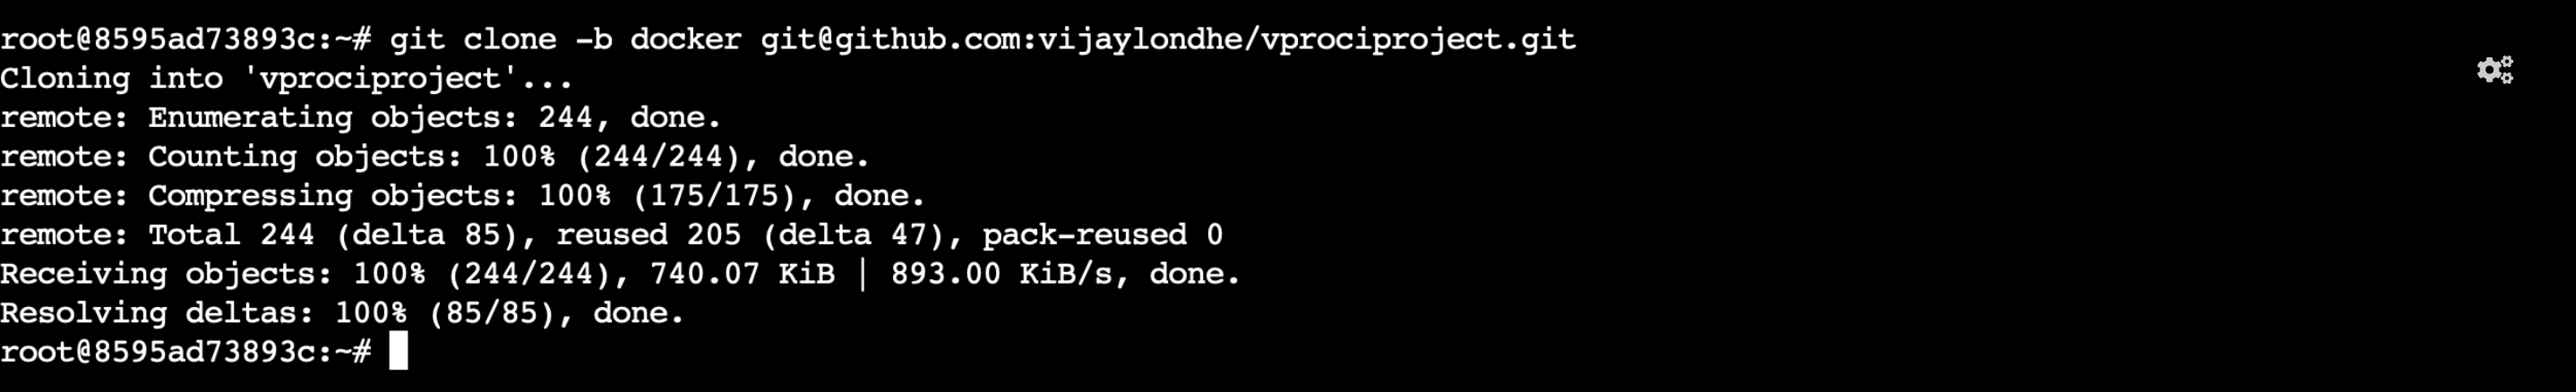 root@8595ad73893c:~# git clone -b docker git@github.com:vijaylondhe/vprociproject.git
Cloning into 'vprociproject'...
remote: Enumerating objects: 244, done.
remote: Counting objects: 100% (244/244), done.
remote: Compressing objects: 100% (175/175), done.
remote: Total 244 (delta 85), reused 205 (delta 47), pack-reused 0
Receiving objects: 100% (244/244), 740.07 KiB | 893.00 KiB/s, done.
Resolving deltas: 100% (85/85), done.
root@8595ad73893c:~#